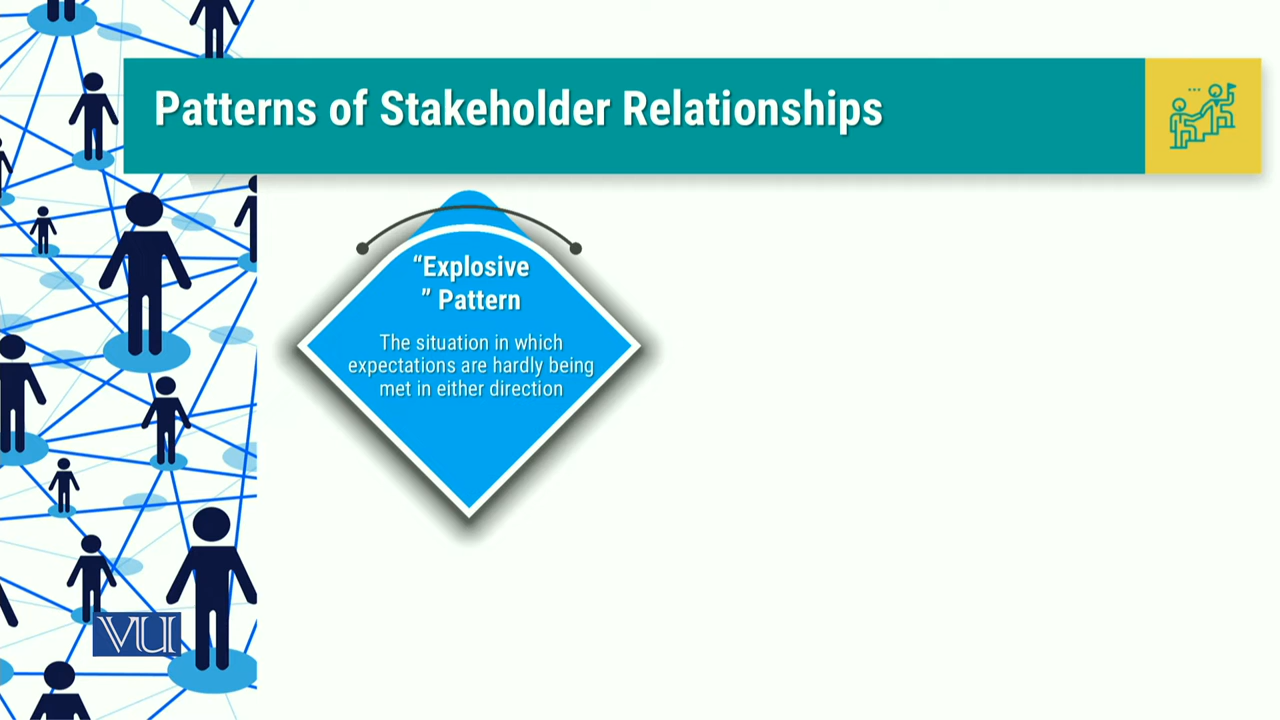 Patterns of Stakeholder Relationships
“Explosive
” Pattern
The situation in which
expectations are hardly being
met in either direction
VU